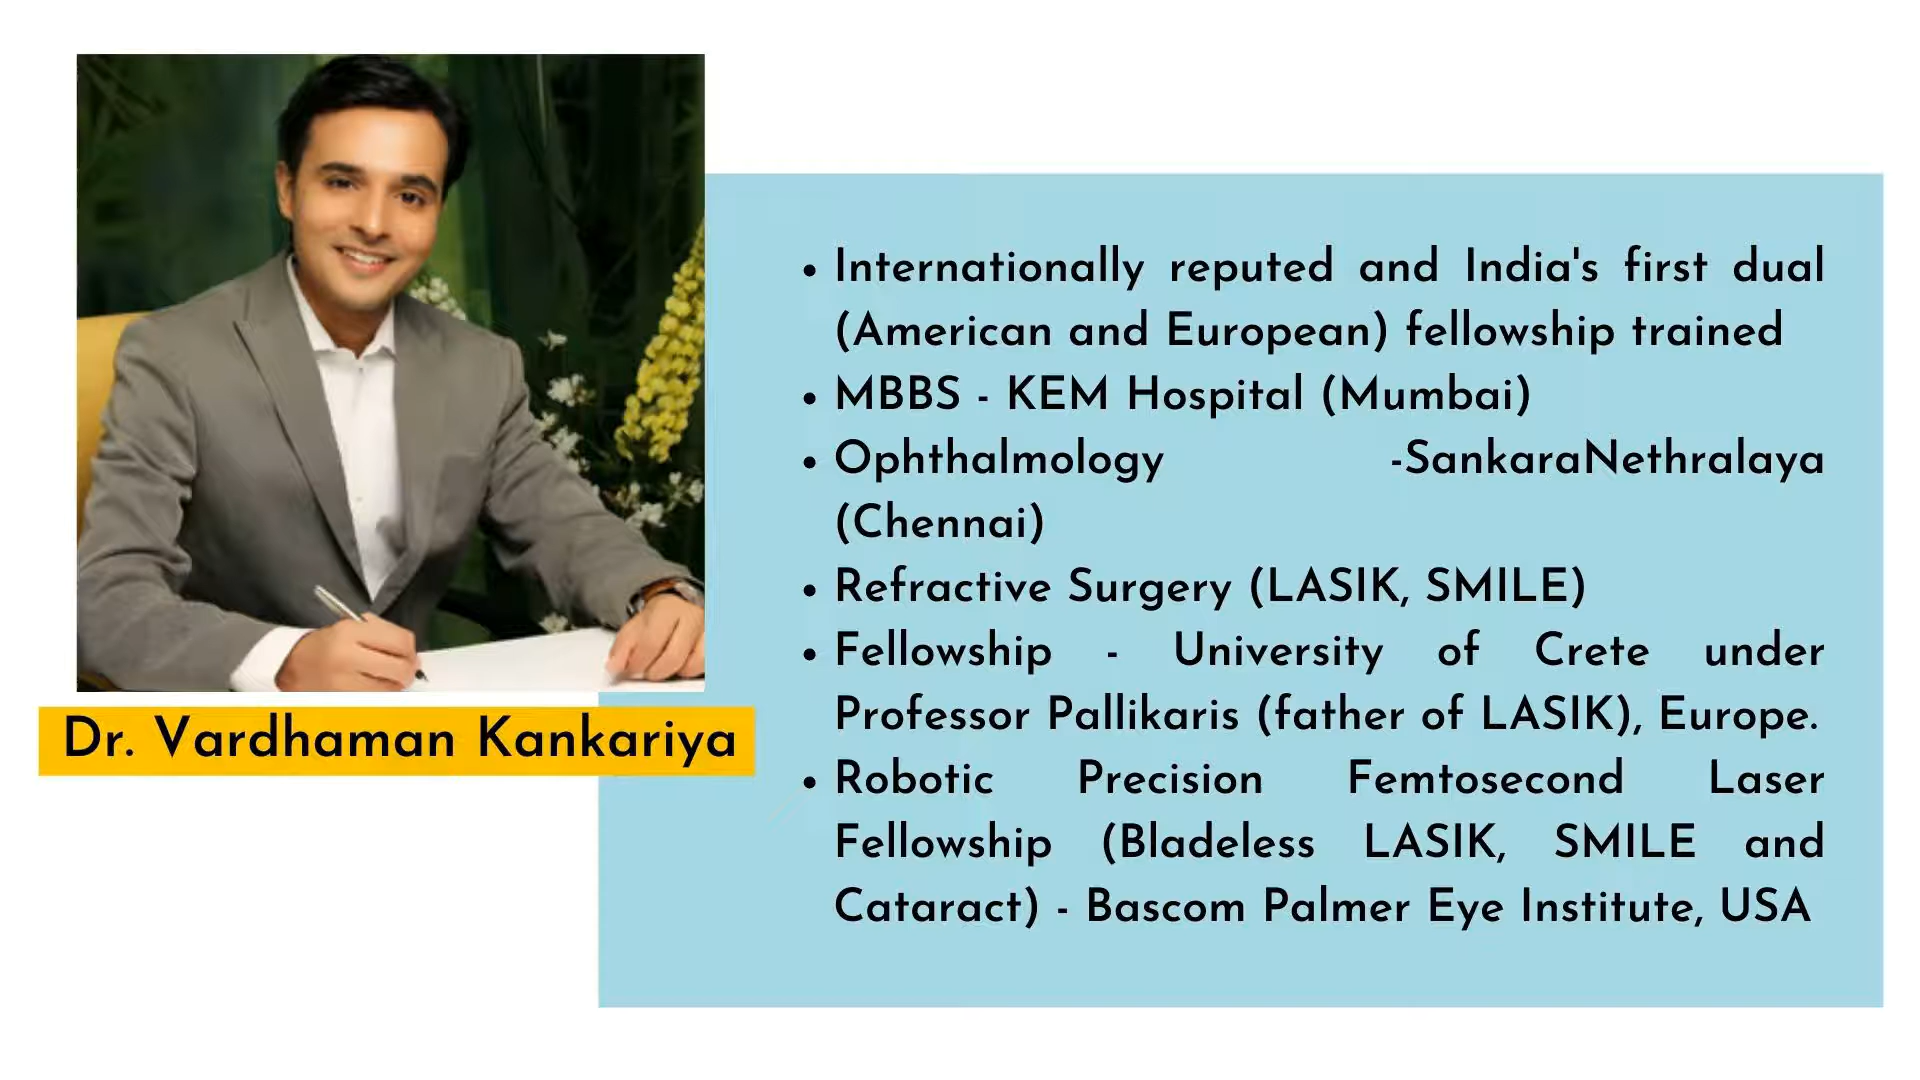 Internationally reputed and India's first dual
(American and European) fellowship trained
MBBS - KEM Hospital (Mumbai)
Ophthalmology -SankaraNethralaya
(Chennai)
Refractive Surgery (LASIK, SMILE)
Fellowship - University of Crete under
Professor Pallikaris (father of LASIK), Europe.
Robotic Precision Femtosecond Laser
Fellowship (Bladeless LASIK, SMILE and
Cataract) - Bascom Palmer Eye Institute, USA
Dr. Vardhaman Kankariya